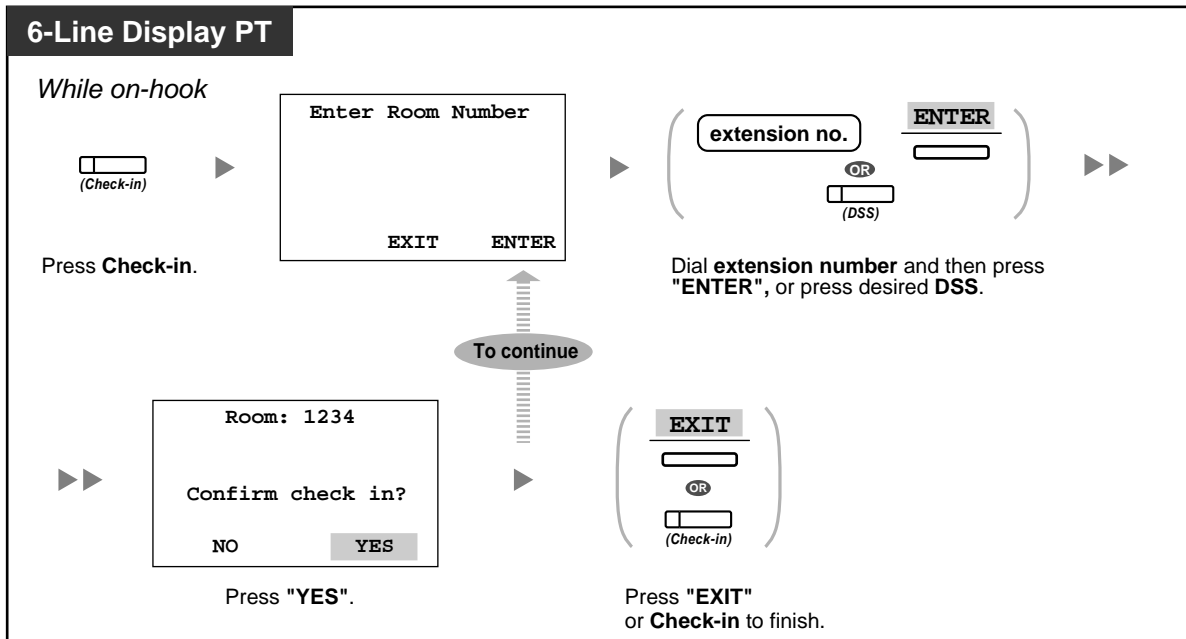 6-Line Display PT
While on-hook
(Check-in)
Press Check-in.
Enter Room Number
EXIT ENTER
extension no.
ENTER
OR
(DSS)
Dial extension number and then press
"ENTER", or press desired DSS.
To continue
Room: 1234
Confirm check in?
NO YES
Press "YES".
EXIT
OR
(Check-in)
Press "EXIT"
or Check-in to finish.